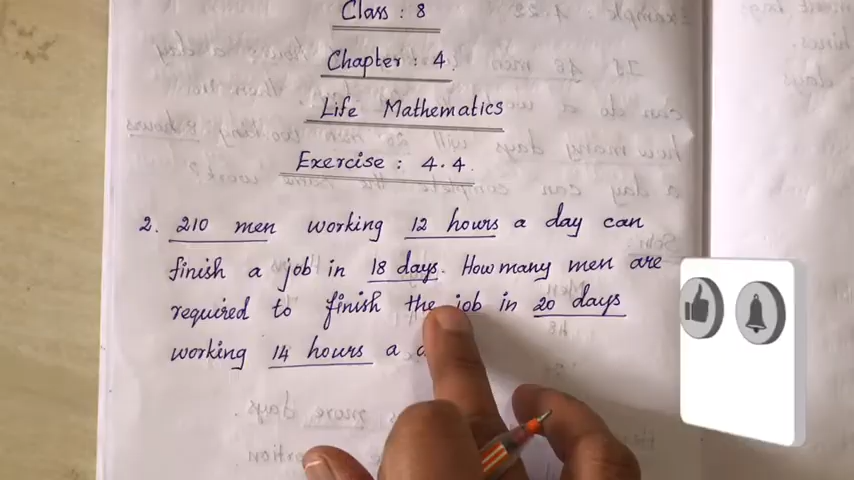 Class : 8
Chapter : 4.
Life Mathematics
Exercise : 4.4.
2. 210 men working 12 hours a day can
finish a job in 18 days. How many men are
required to finish the job in 20 days
working 14 hours a